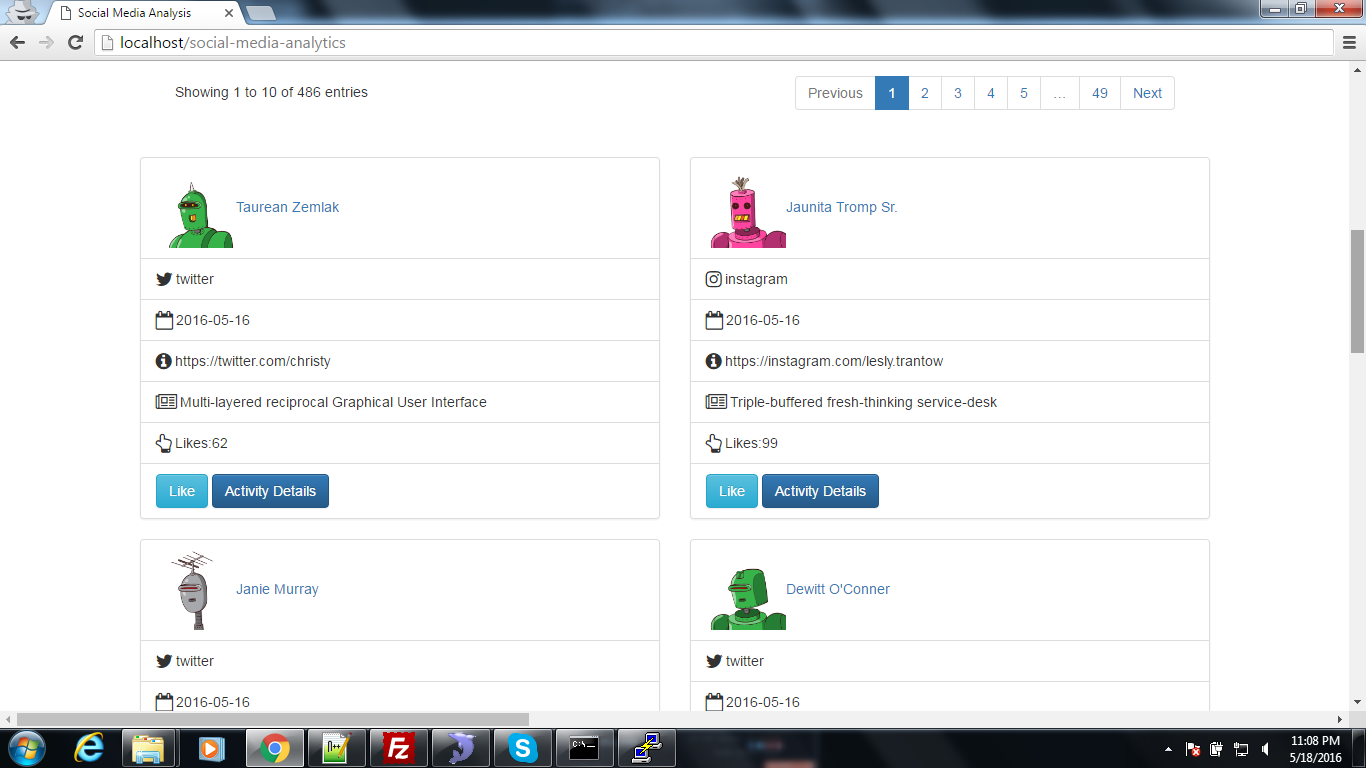 Social Media Analysis
localhost/social-media-analytics
Showing 1 to 10 of 486 entries
Previous 1 2 3 4 5 … 49 Next
Taurean Zemlak
twitter
2016-05-16
https://twitter.com/christy
Multi-layered reciprocal Graphical User Interface
Likes:62
Like Activity Details
Jaunita Tromp Sr.
instagram
2016-05-16
https://instagram.com/lesly.trantow
Triple-buffered fresh-thinking service-desk
Likes:99
Like Activity Details
Janie Murray
twitter
2016-05-16
Dewitt O'Conner
twitter
2016-05-16
11:08 PM
5/18/2016